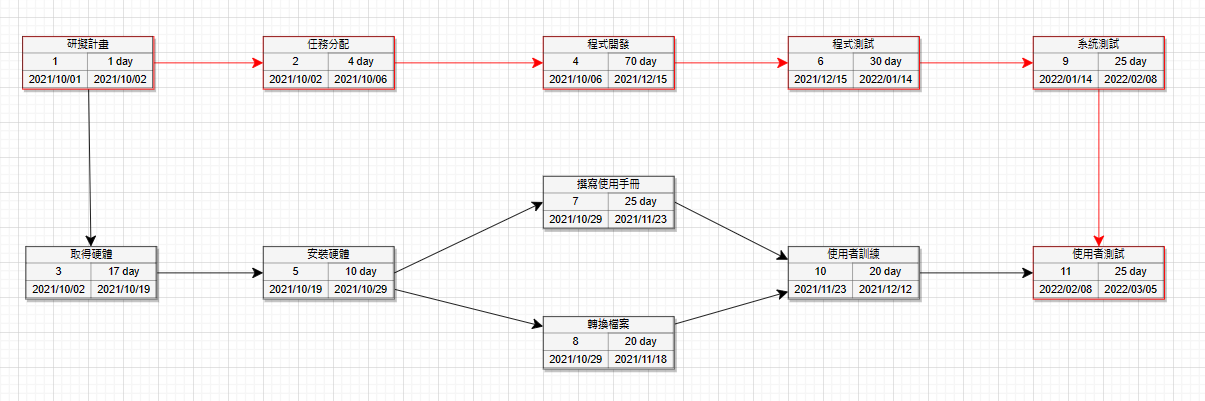 研擬計畫
1 1 day
2021/10/01 2021/10/02
任務分配
2 4 day
2021/10/02 2021/10/06
程式開發
4 70 day
2021/10/06 2021/12/15
程式測試
6 30 day
2021/12/15 2022/01/14
系統測試
9 25 day
2022/01/14 2022/02/08
撰寫使用手冊
7 25 day
2021/10/29 2021/11/23
取得硬體
3 17 day
2021/10/02 2021/10/19
安裝硬體
5 10 day
2021/10/19 2021/10/29
使用者訓練
10 20 day
2021/11/23 2021/12/12
使用者測試
11 25 day
2022/02/08 2022/03/05
轉換檔案
8 20 day
2021/10/29 2021/11/18